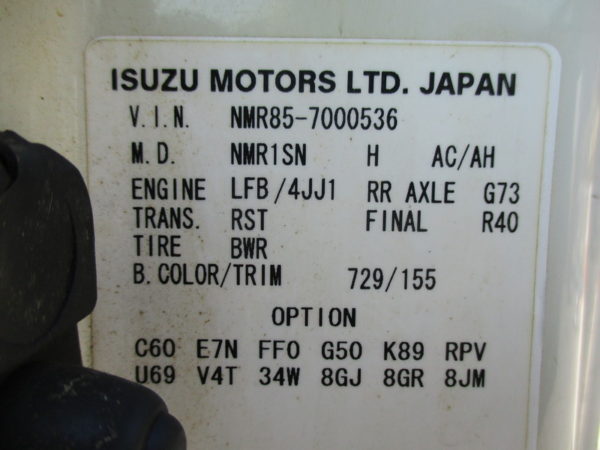 ISUZU MOTORS LTD. JAPAN
V.I.N. NMR85-7000536
M.D. NMR1SN H AC/AH
ENGINE LFB/4JJ1 RR AXLE G73
TRANS. RST FINAL R40
TIRE BWR
B.COLOR/TRIM 729/155
OPTION
C60 E7N FF0 G50 K89 RPV
U69 V4T 34W 8GJ 8GR 8JM